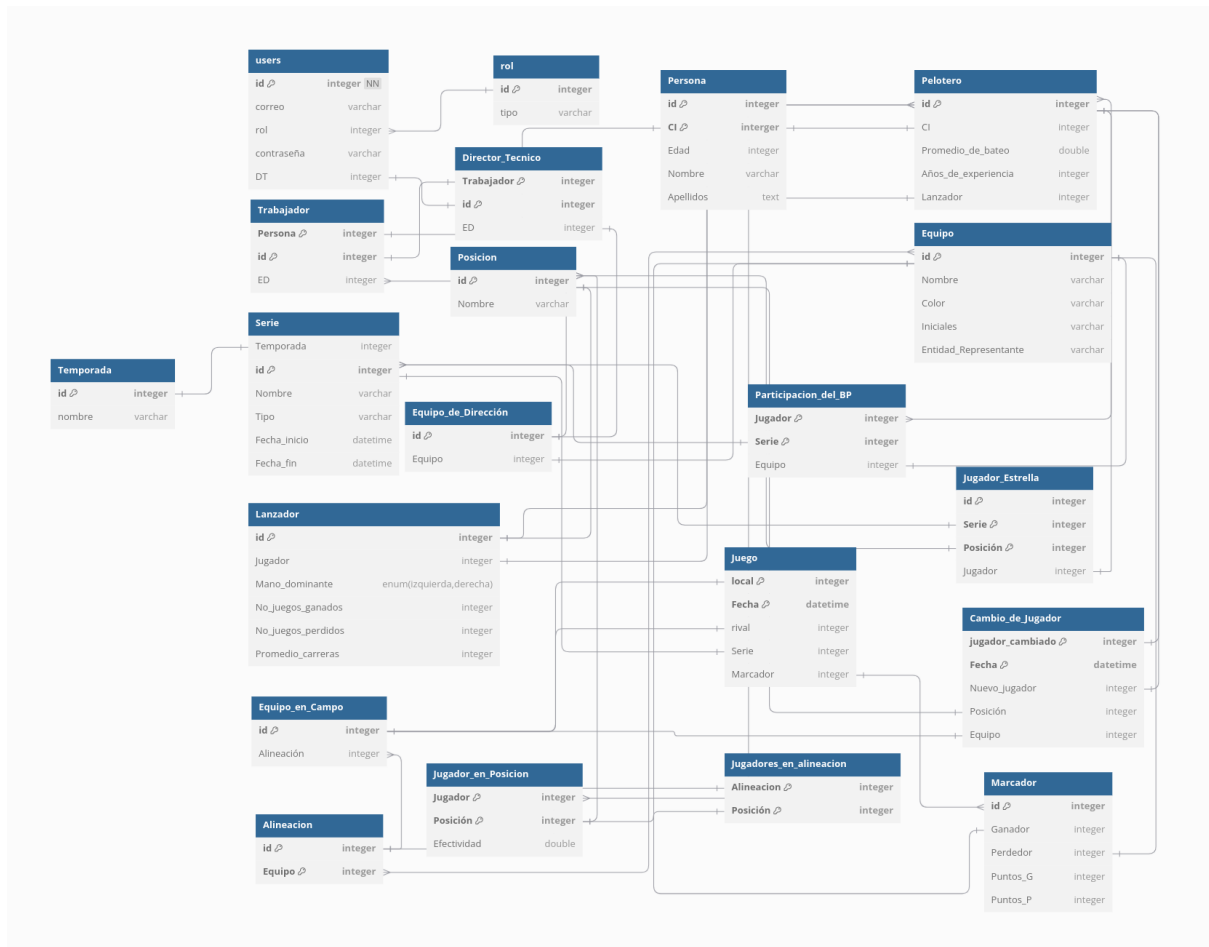 users
id integer NN
correo varchar
rol integer
contraseña varchar
DT integer
rol
id integer
tipo varchar
Persona
id integer
CI interger
Edad integer
Nombre varchar
Apellidos text
Pelotero
id integer
CI integer
Promedio_de_bateo double
Años_de_experiencia integer
Lanzador integer
Director_Tecnico
Trabajador integer
id integer
ED integer
Trabajador
Persona integer
id integer
ED integer
Posicion
id integer
Nombre varchar
Equipo
id integer
Nombre varchar
Color varchar
Iniciales varchar
Entidad_Representante varchar
Serie
Temporada integer
id integer
Nombre varchar
Tipo varchar
Fecha_inicio datetime
Fecha_fin datetime
Temporada
id integer
nombre varchar
Equipo_de_Dirección
id integer
Equipo integer
Participacion_del_BP
Jugador integer
Serie integer
Equipo integer
Jugador_Estrella
id integer
Serie integer
Posición integer
Jugador integer
Lanzador
id integer
Jugador integer
Mano_dominante enum(izquierda,derecha)
No_juegos_ganados integer
No_juegos_perdidos integer
Promedio_carreras integer
Juego
local integer
Fecha datetime
rival integer
Serie integer
Marcador integer
Cambio_de_Jugador
jugador_cambiado integer
Fecha datetime
Nuevo_jugador integer
Posición integer
Equipo integer
Equipo_en_Campo
id integer
Alineación integer
Jugador_en_Posicion
Jugador integer
Posición integer
Efectividad double
Jugadores_en_alineacion
Alineacion integer
Posición integer
Marcador
id integer
Ganador integer
Perdedor integer
Puntos_G integer
Puntos_P integer
Alineacion
id integer
Equipo integer